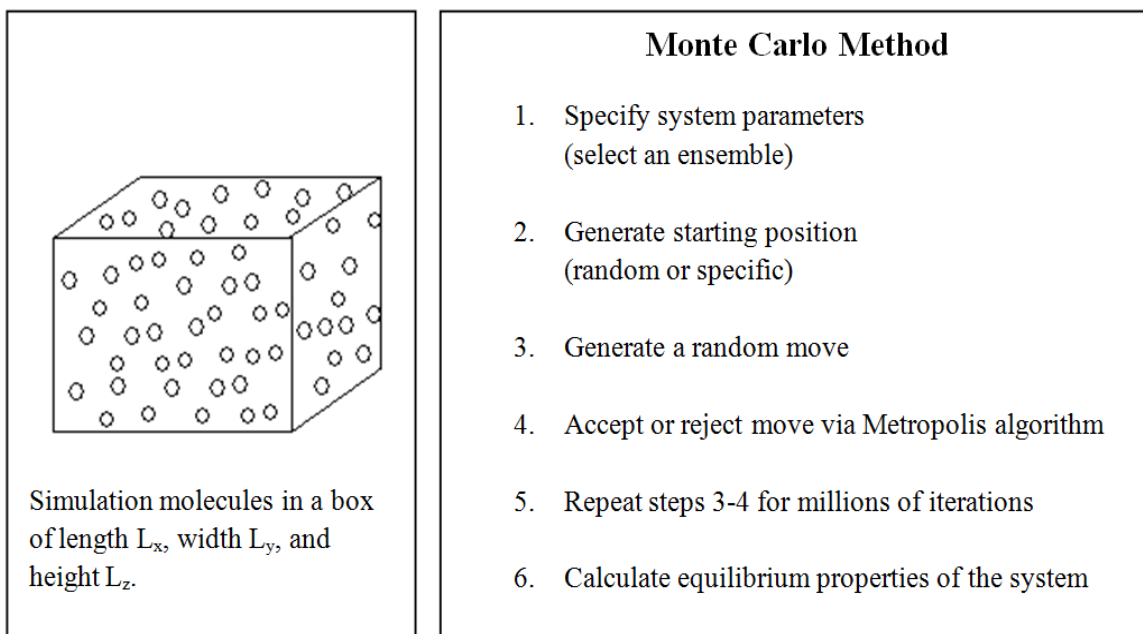 Simulation molecules in a box
of length Lₓ, width Lᵧ, and
height L_z.
Monte Carlo Method
1. Specify system parameters
(select an ensemble)
2. Generate starting position
(random or specific)
3. Generate a random move
4. Accept or reject move via Metropolis algorithm
5. Repeat steps 3-4 for millions of iterations
6. Calculate equilibrium properties of the system